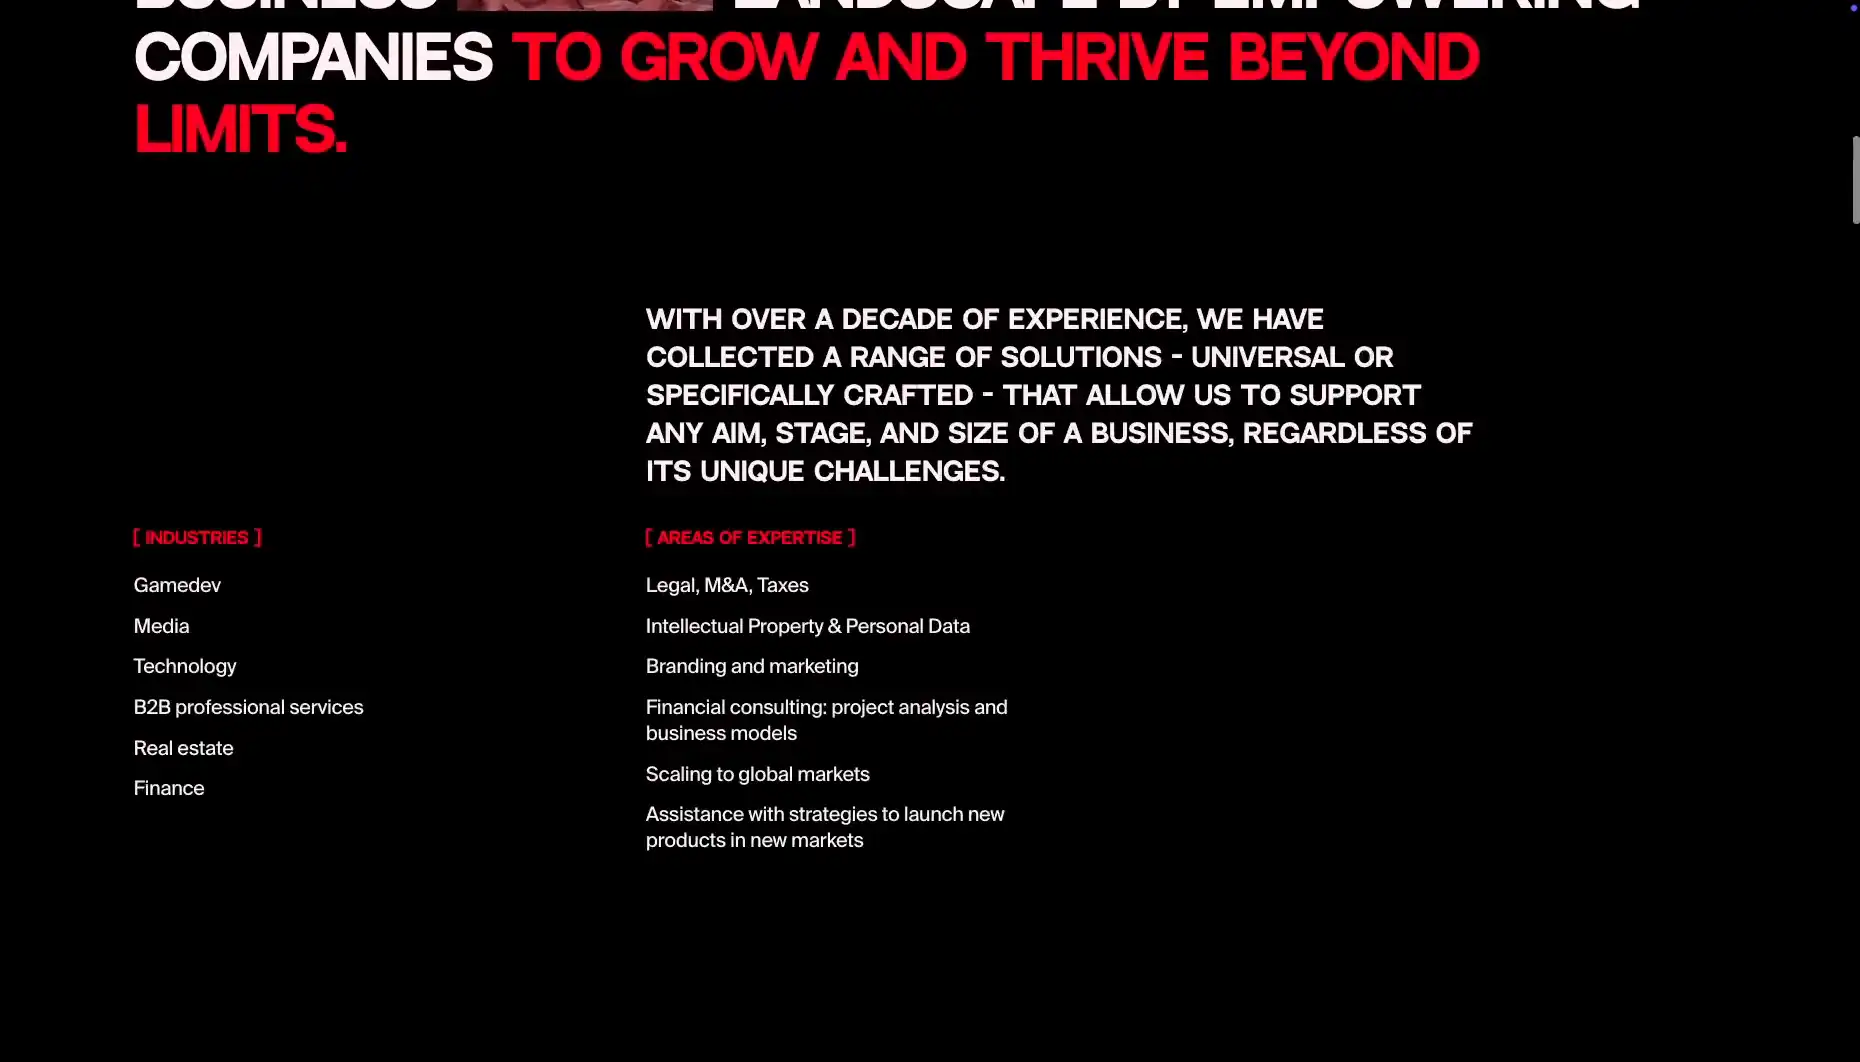 BUSINESS LANDSCAPE BY EMPOWERING
COMPANIES TO GROW AND THRIVE BEYOND
LIMITS.
WITH OVER A DECADE OF EXPERIENCE, WE HAVE
COLLECTED A RANGE OF SOLUTIONS - UNIVERSAL OR
SPECIFICALLY CRAFTED - THAT ALLOW US TO SUPPORT
ANY AIM, STAGE, AND SIZE OF A BUSINESS, REGARDLESS OF
ITS UNIQUE CHALLENGES.
[ INDUSTRIES ]
Gamedev
Media
Technology
B2B professional services
Real estate
Finance
[ AREAS OF EXPERTISE ]
Legal, M&A, Taxes
Intellectual Property & Personal Data
Branding and marketing
Financial consulting: project analysis and
business models
Scaling to global markets
Assistance with strategies to launch new
products in new markets